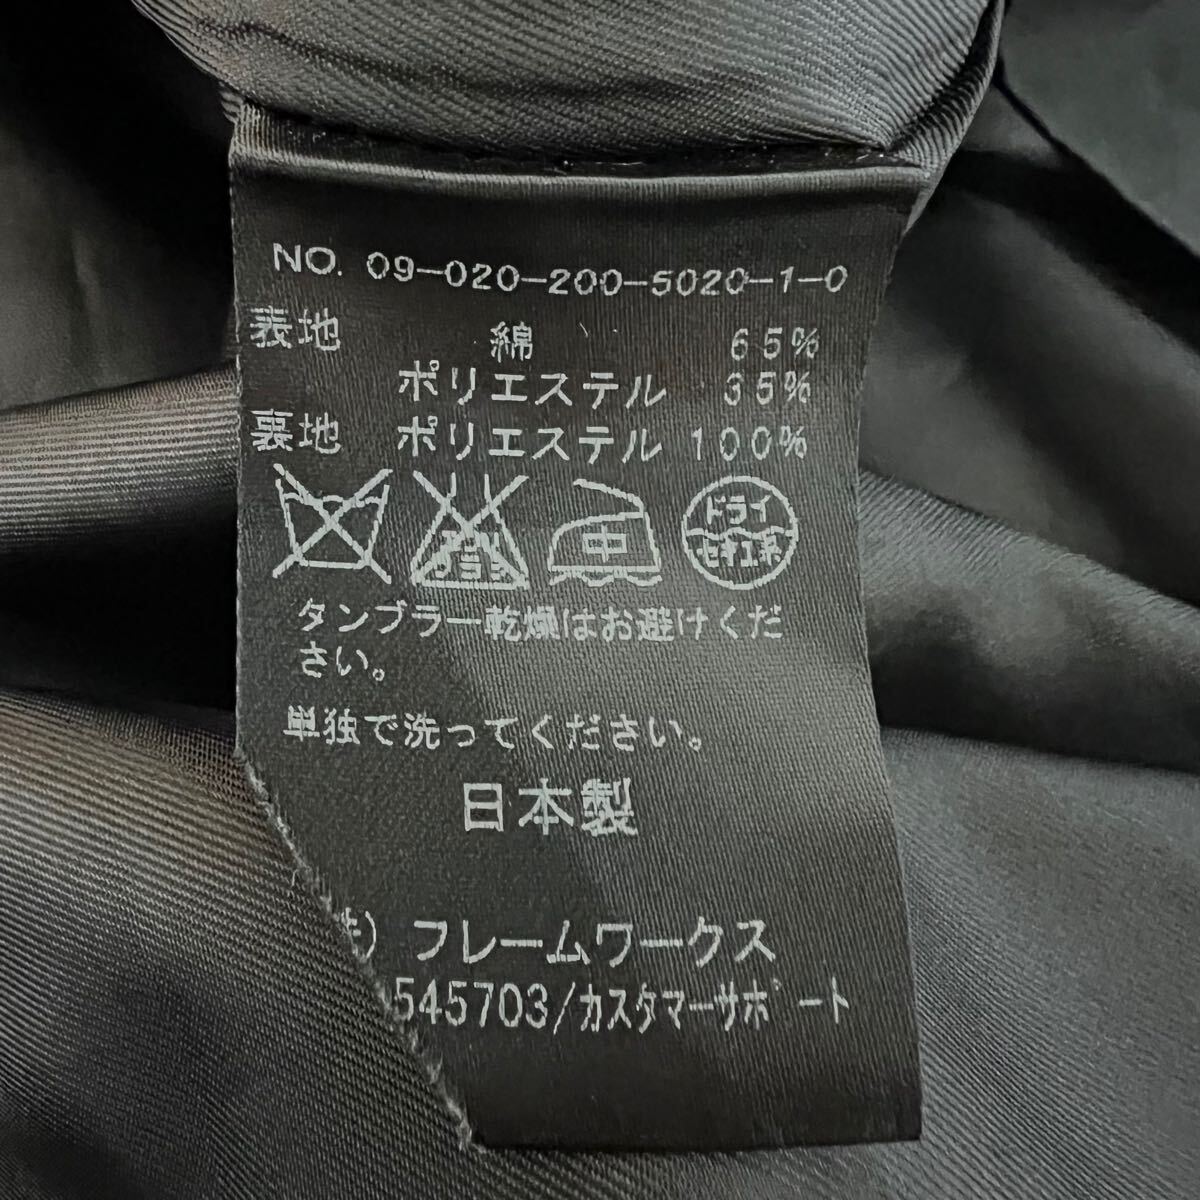 NO. 09-020-200-5020-1-0
表地 綿 65%
ポリエステル 35%
裏地 ポリエステル 100%
中
ドライ
セキユ系
タンブラー乾燥はお避けくだ
さい。
単独で洗ってください。
日本製
) フレームワークス
545703/カスタマーサポート